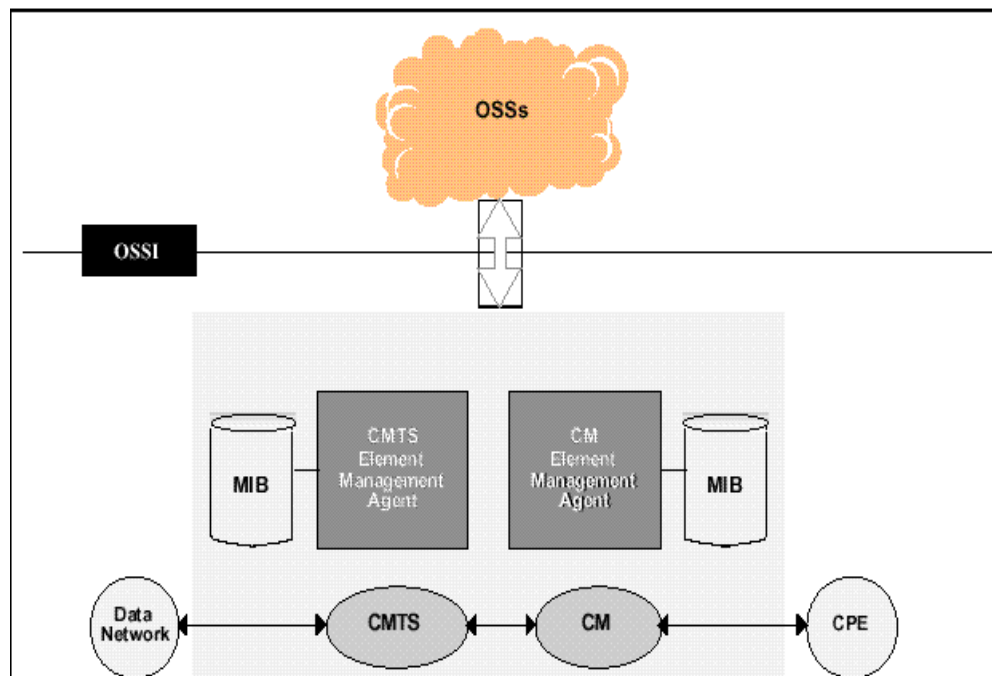 OSSs
OSSI
MIB
CMTS
Element
Management
Agent
CM
Element
Management
Agent
MIB
Data
Network
CMTS
CM
CPE